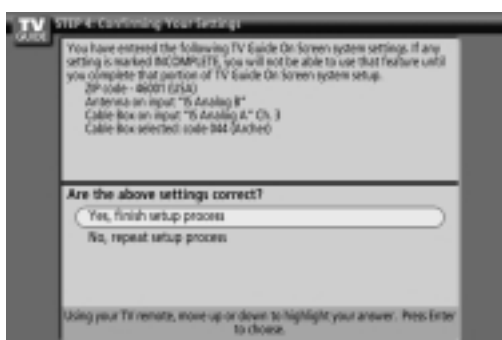 TV
GUIDE
STEP 4: Confirming Your Settings
You have entered the following TV Guide On Screen system settings. If any
setting is marked INCOMPLETE, you will not be able to use that feature until
you complete that portion of TV Guide On Screen system setup.
ZIP code - 46001 (USA)
Antenna on input "IS Analog B"
Cable Box on input "IS Analog A" Ch. 3
Cable Box selected: code 044 (Archer)
Are the above settings correct?
Yes, finish setup process
No, repeat setup process
Using your TV remote, move up or down to highlight your answer. Press Enter
to choose.